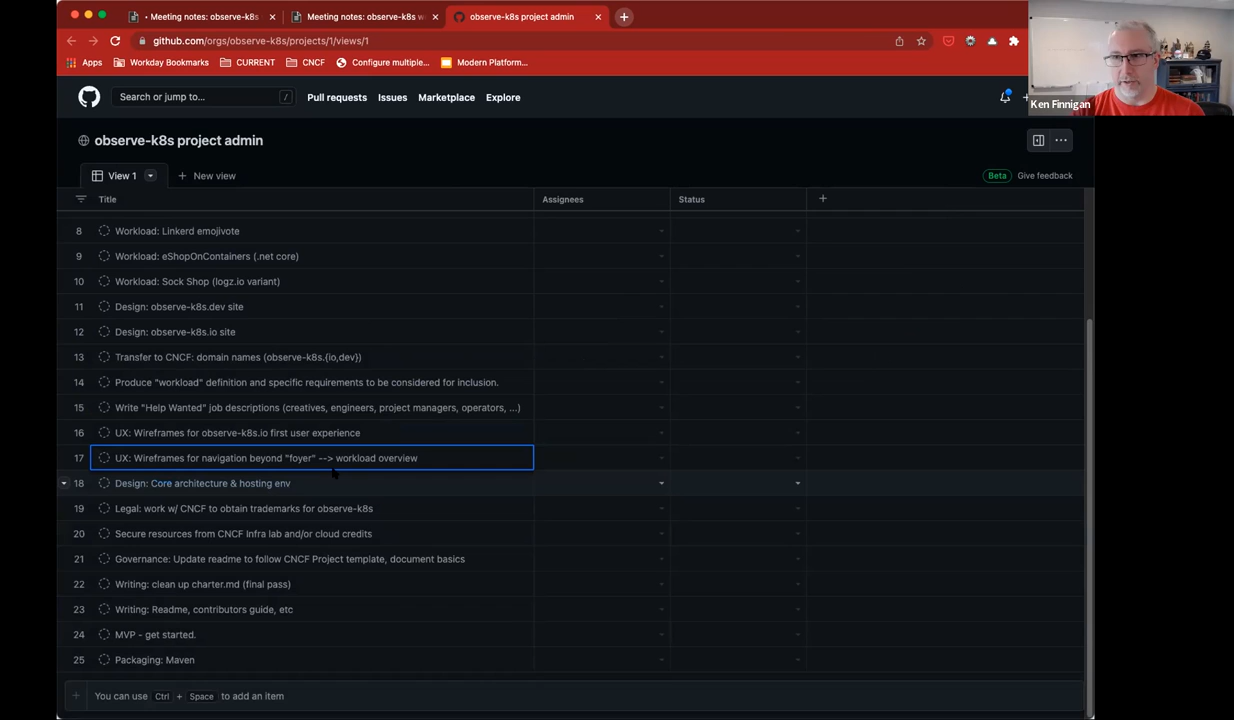 • Meeting notes: observe-k8s
Meeting notes: observe-k8s w
observe-k8s project admin
github.com/orgs/observe-k8s/projects/1/views/1
Apps
Workday Bookmarks
CURRENT
CNCF
Configure multiple...
Modern Platform...
Ken Finnigan
Search or jump to...
/
Pull requests
Issues
Marketplace
Explore
observe-k8s project admin
View 1
New view
Beta
Give feedback
Title
Assignees
Status
8 Workload: Linkerd emojivote
9 Workload: eShopOnContainers (.net core)
10 Workload: Sock Shop (logz.io variant)
11 Design: observe-k8s.dev site
12 Design: observe-k8s.io site
13 Transfer to CNCF: domain names (observe-k8s.{io,dev})
14 Produce "workload" definition and specific requirements to be considered for inclusion.
15 Write "Help Wanted" job descriptions (creatives, engineers, project managers, operators, ...)
16 UX: Wireframes for observe-k8s.io first user experience
17 UX: Wireframes for navigation beyond "foyer" --> workload overview
18 Design: Core architecture & hosting env
19 Legal: work w/ CNCF to obtain trademarks for observe-k8s
20 Secure resources from CNCF Infra lab and/or cloud credits
21 Governance: Update readme to follow CNCF Project template, document basics
22 Writing: clean up charter.md (final pass)
23 Writing: Readme, contributors guide, etc
24 MVP - get started.
25 Packaging: Maven
You can use Ctrl + Space to add an item